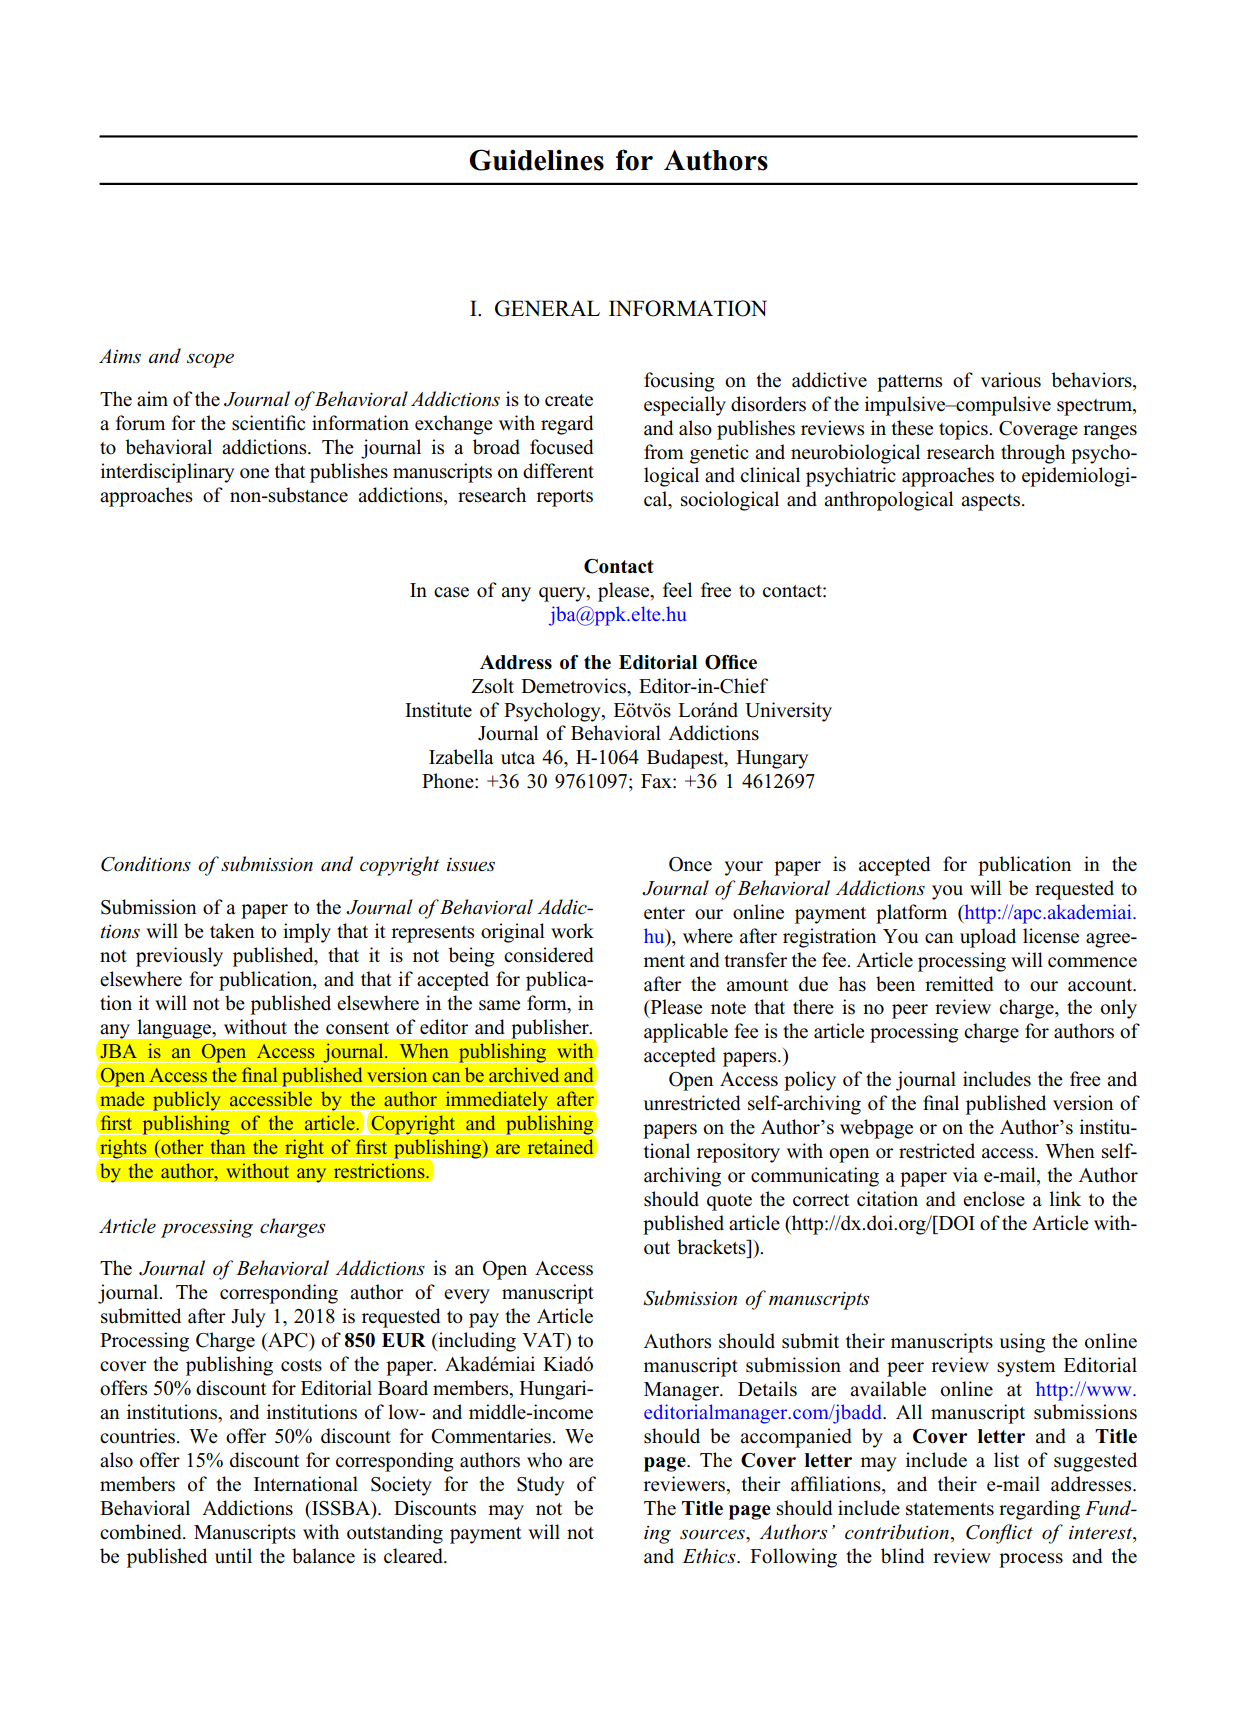 Guidelines for Authors
I. GENERAL INFORMATION
Aims and scope
The aim of the Journal of Behavioral Addictions is to create
a forum for the scientific information exchange with regard
to behavioral addictions. The journal is a broad focused
interdisciplinary one that publishes manuscripts on different
approaches of non-substance addictions, research reports
focusing on the addictive patterns of various behaviors,
especially disorders of the impulsive–compulsive spectrum,
and also publishes reviews in these topics. Coverage ranges
from genetic and neurobiological research through psycho-
logical and clinical psychiatric approaches to epidemiologi-
cal, sociological and anthropological aspects.
Contact
In case of any query, please, feel free to contact:
jba@ppk.elte.hu
Address of the Editorial Office
Zsolt Demetrovics, Editor-in-Chief
Institute of Psychology, Eötvös Loránd University
Journal of Behavioral Addictions
Izabella utca 46, H-1064 Budapest, Hungary
Phone: +36 30 9761097; Fax: +36 1 4612697
Conditions of submission and copyright issues
Submission of a paper to the Journal of Behavioral Addic-
tions will be taken to imply that it represents original work
not previously published, that it is not being considered
elsewhere for publication, and that if accepted for publica-
tion it will not be published elsewhere in the same form, in
any language, without the consent of editor and publisher.
JBA is an Open Access journal. When publishing with
Open Access the final published version can be archived and
made publicly accessible by the author immediately after
first publishing of the article. Copyright and publishing
rights (other than the right of first publishing) are retained
by the author, without any restrictions.
Article processing charges
The Journal of Behavioral Addictions is an Open Access
journal. The corresponding author of every manuscript
submitted after July 1, 2018 is requested to pay the Article
Processing Charge (APC) of 850 EUR (including VAT) to
cover the publishing costs of the paper. Akadémiai Kiadó
offers 50% discount for Editorial Board members, Hungari-
an institutions, and institutions of low- and middle-income
countries. We offer 50% discount for Commentaries. We
also offer 15% discount for corresponding authors who are
members of the International Society for the Study of
Behavioral Addictions (ISSBA). Discounts may not be
combined. Manuscripts with outstanding payment will not
be published until the balance is cleared.
Once your paper is accepted for publication in the
Journal of Behavioral Addictions you will be requested to
enter our online payment platform (http://apc.akademiai.
hu), where after registration You can upload license agree-
ment and transfer the fee. Article processing will commence
after the amount due has been remitted to our account.
(Please note that there is no peer review charge, the only
applicable fee is the article processing charge for authors of
accepted papers.)
Open Access policy of the journal includes the free and
unrestricted self-archiving of the final published version of
papers on the Author's webpage or on the Author's institu-
tional repository with open or restricted access. When self-
archiving or communicating a paper via e-mail, the Author
should quote the correct citation and enclose a link to the
published article (http://dx.doi.org/[DOI of the Article with-
out brackets]).
Submission of manuscripts
Authors should submit their manuscripts using the online
manuscript submission and peer review system Editorial
Manager. Details are available online at http://www.
editorialmanager.com/jbadd. All manuscript submissions
should be accompanied by a Cover letter and a Title
page. The Cover letter may include a list of suggested
reviewers, their affiliations, and their e-mail addresses.
The Title page should include statements regarding Fund-
ing sources, Authors' contribution, Conflict of interest,
and Ethics. Following the blind review process and the